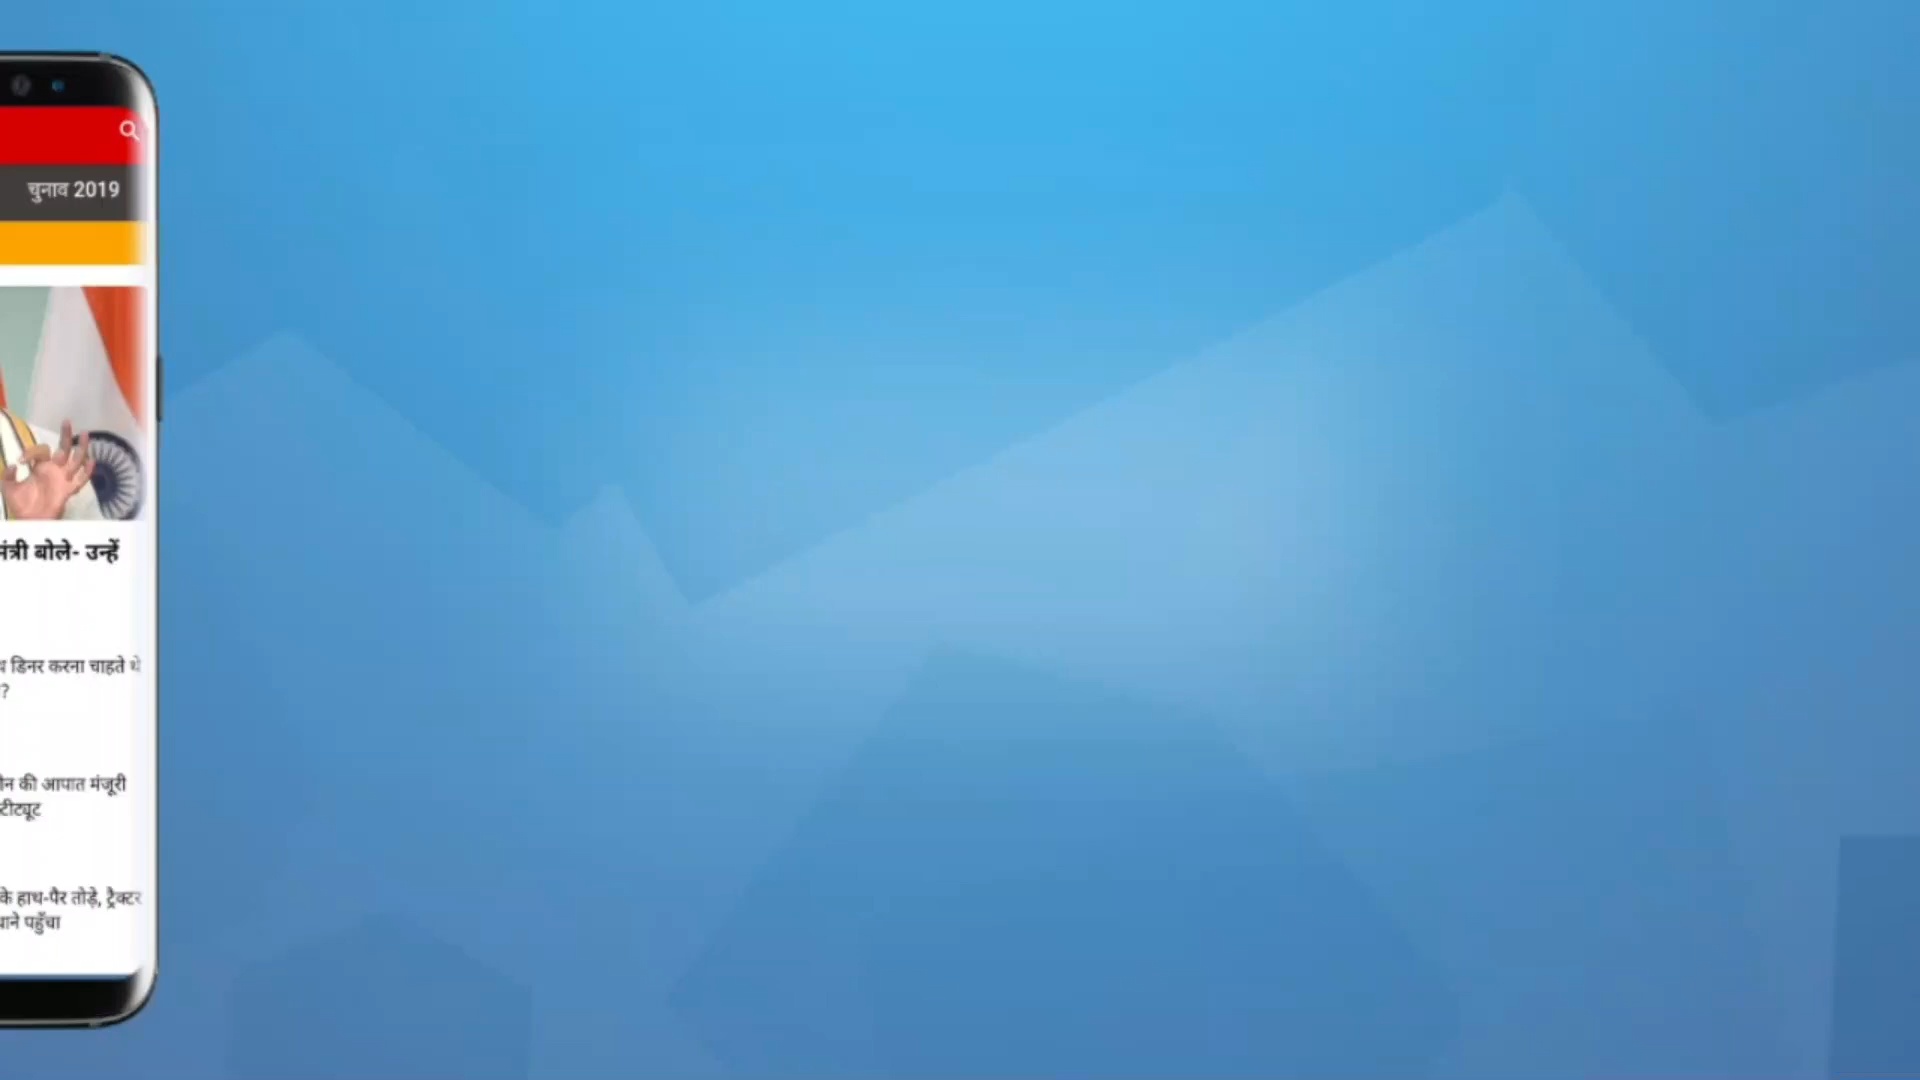 चुनाव 2019
मंत्री बोले- उन्हें
डिनर करना चाहते थे
?
की आपात मंजूरी
के हाथ-पैर तोड़े, ट्रैक्टर
पहुँचा